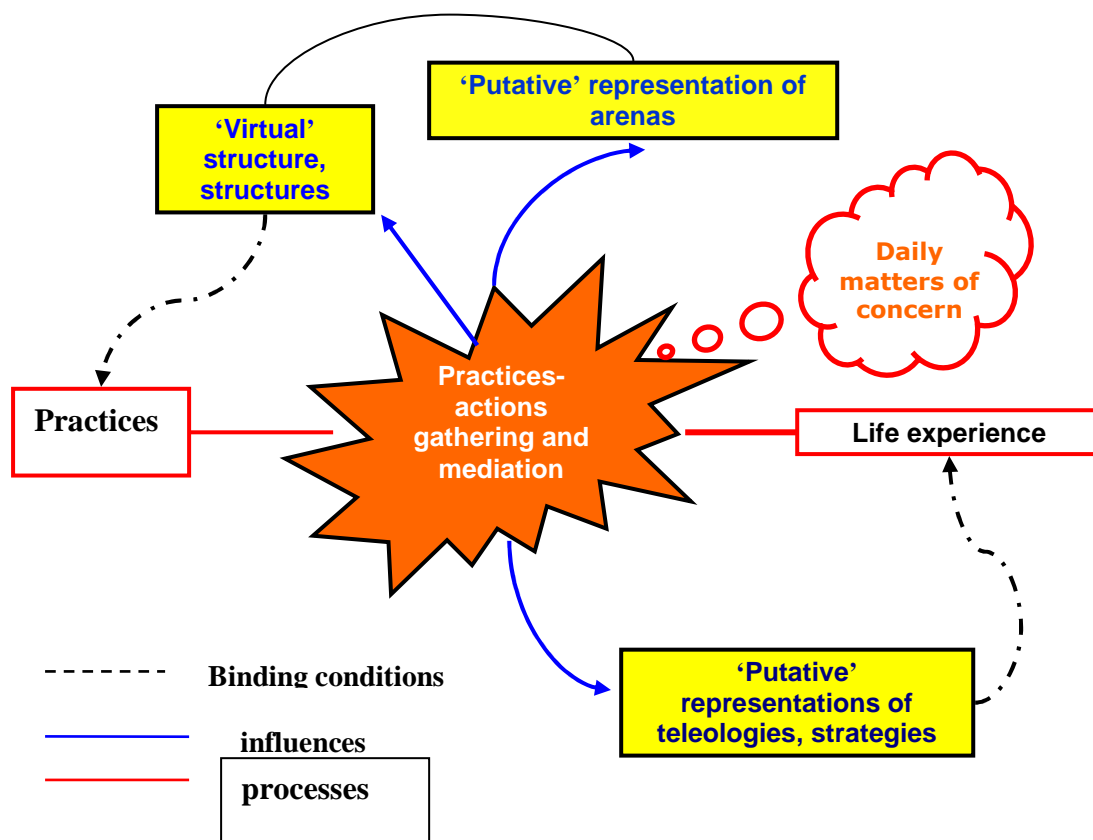 ‘Putative’ representation of
arenas
‘Virtual’
structure,
structures
Daily
matters of
concern
Practices-
actions
gathering and
mediation
Practices
Life experience
‘Putative’
representations of
teleologies, strategies
Binding conditions
influences
processes